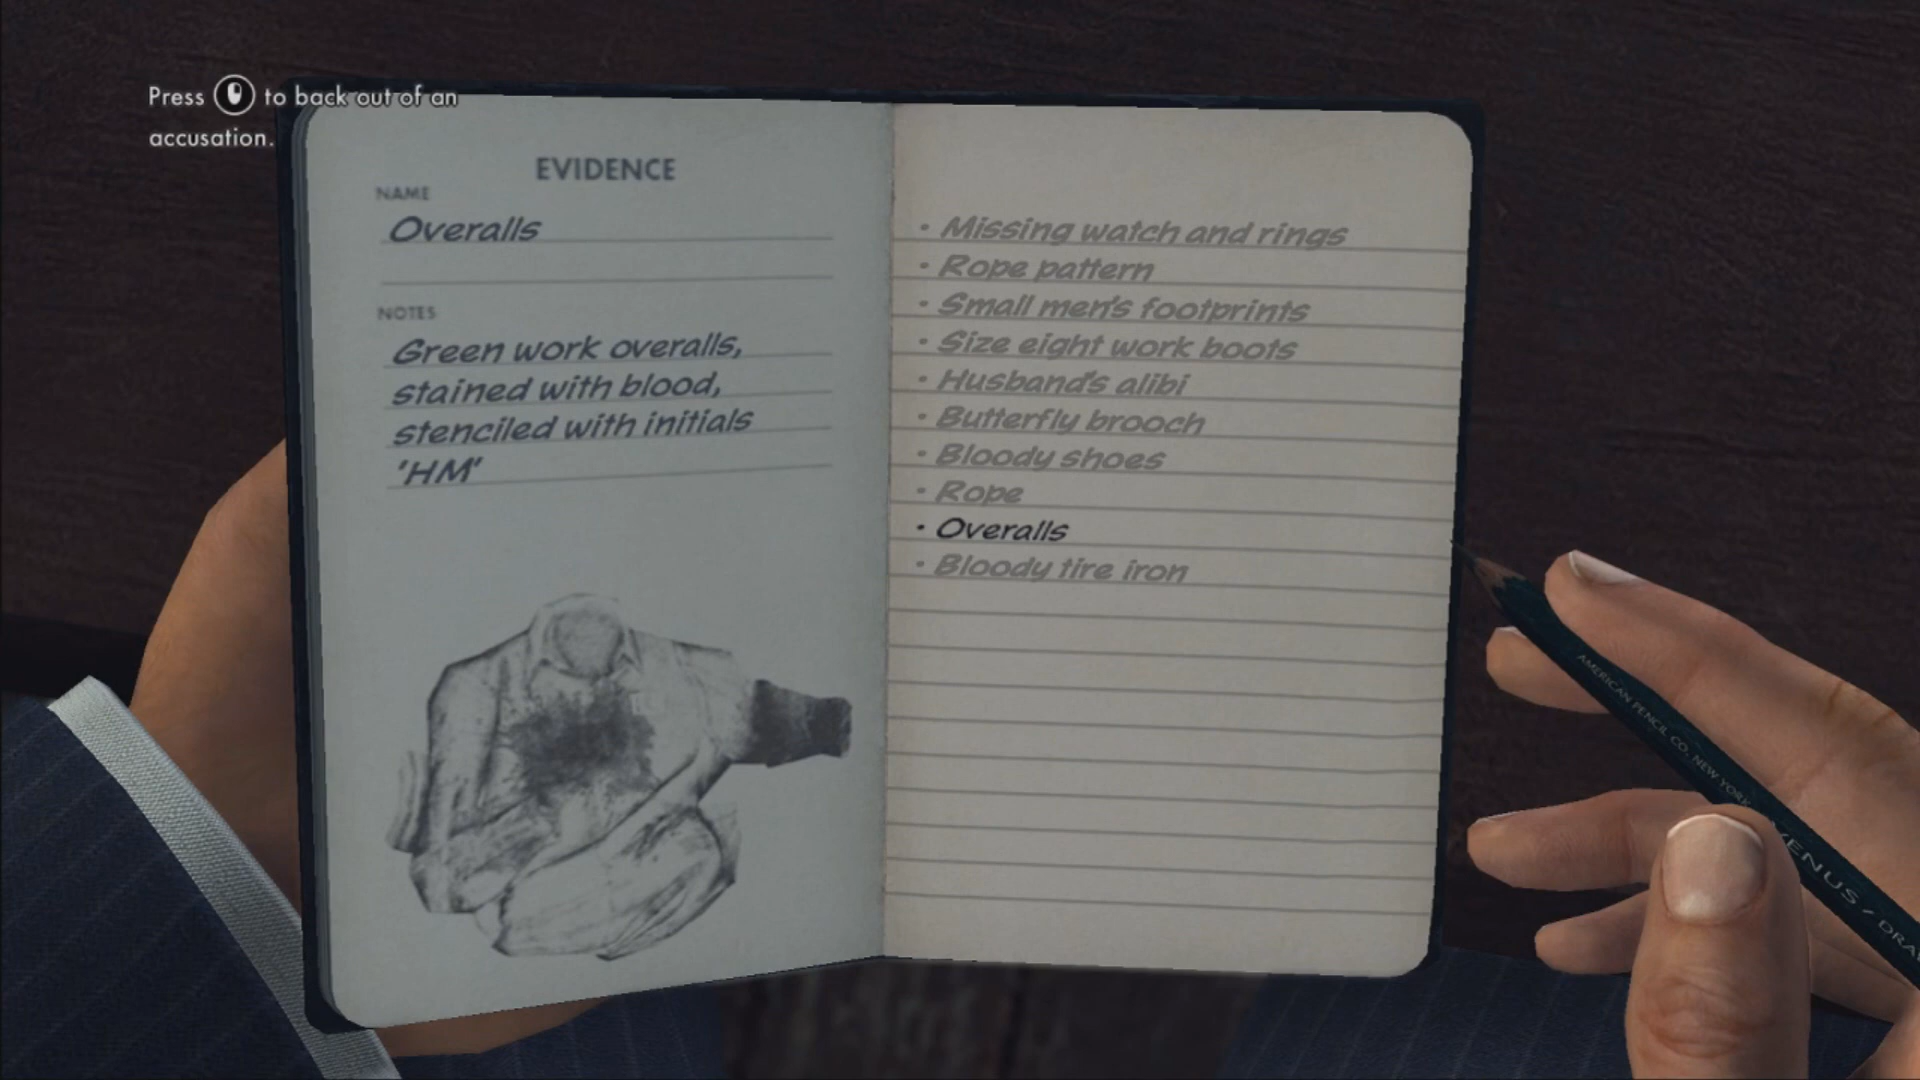 Press to back out of an
accusation.
EVIDENCE
NAME
Overalls
NOTES
Green work overalls,
stained with blood,
stenciled with initials
'HM'
• Missing watch and rings
• Rope pattern
• Small men's footprints
• Size eight work boots
• Husband's alibi
• Butterfly brooch
• Bloody shoes
• Rope
• Overalls
• Bloody tire iron
AMERICAN PENCIL CO. NEW YORK
VENUS / DRA